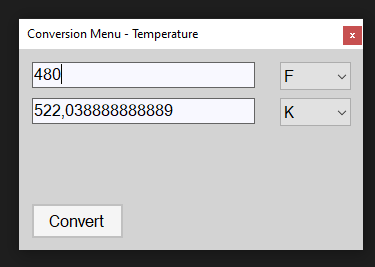 Conversion Menu - Temperature
x
480
F
522,038888888889
K
Convert